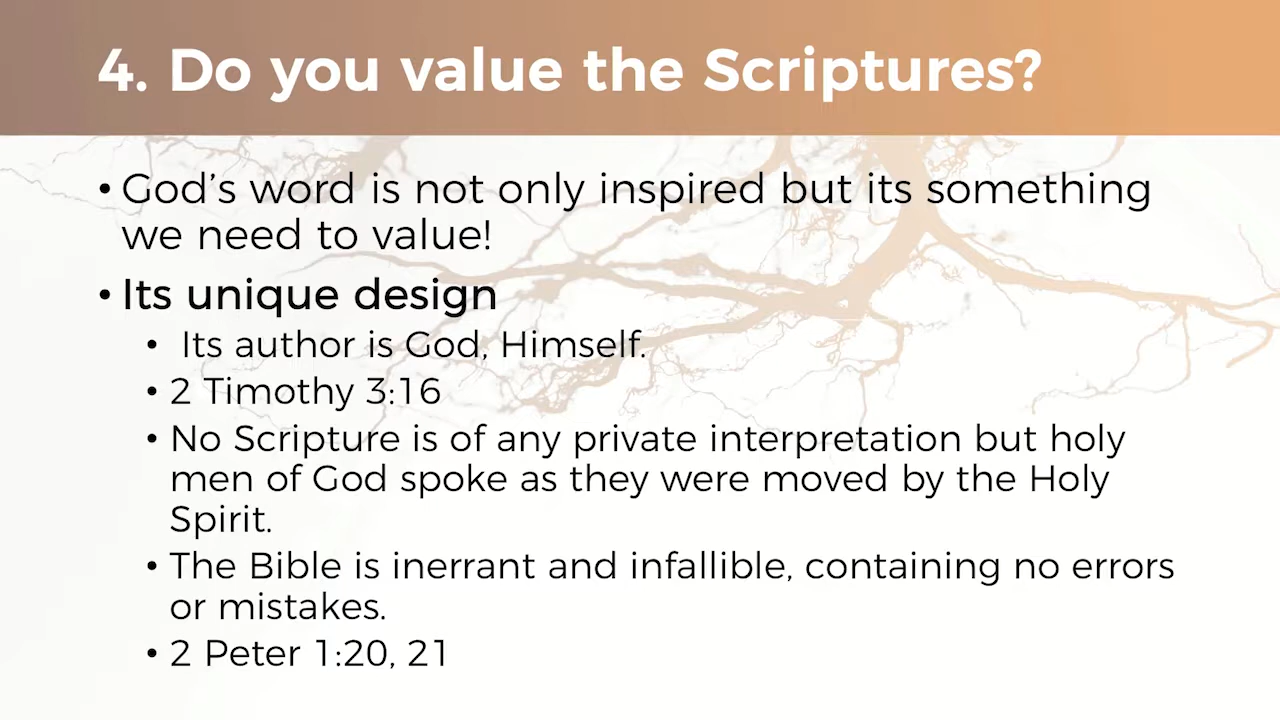 4. Do you value the Scriptures?
• God’s word is not only inspired but its something
we need to value!
• Its unique design
• Its author is God, Himself.
• 2 Timothy 3:16
• No Scripture is of any private interpretation but holy
men of God spoke as they were moved by the Holy
Spirit.
• The Bible is inerrant and infallible, containing no errors
or mistakes.
• 2 Peter 1:20, 21